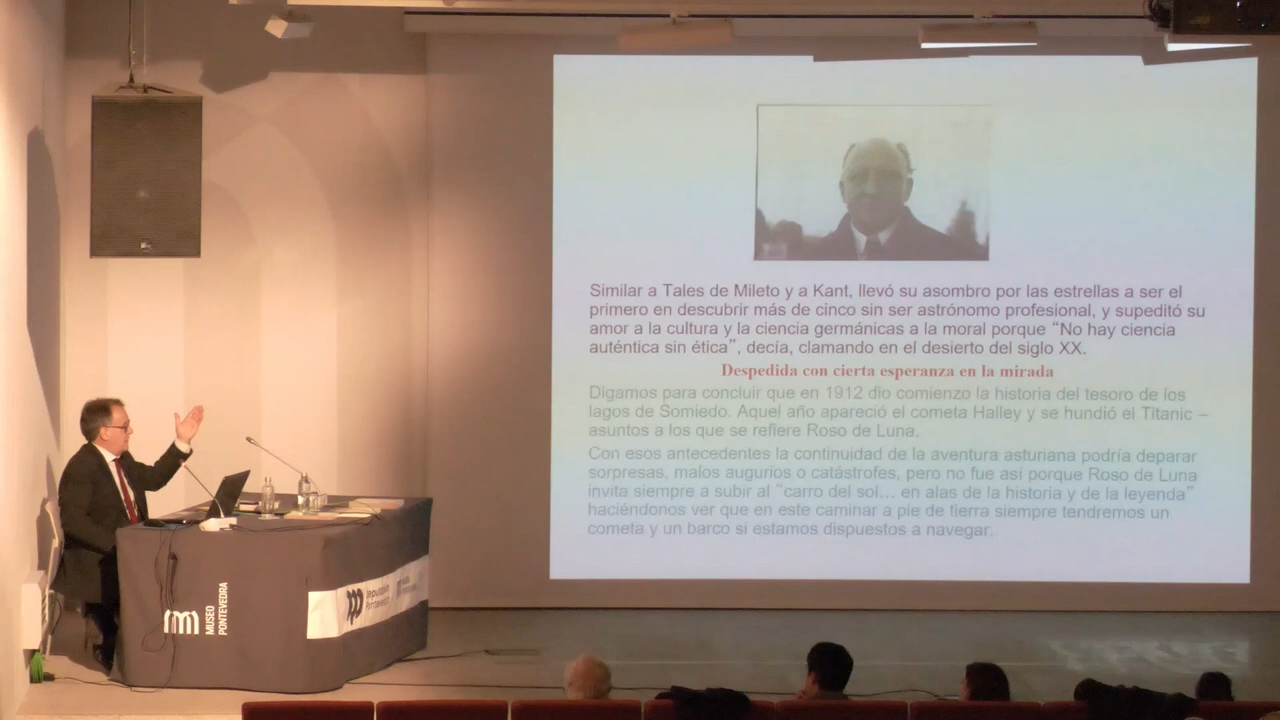 Similar a Tales de Mileto y a Kant, llevó su asombro por las estrellas a ser el
primero en descubrir más de cinco sin ser astrónomo profesional, y supeditó su
amor a la cultura y la ciencia germánicas a la moral porque “No hay ciencia
auténtica sin ética”, decía, clamando en el desierto del siglo XX.
Despedida con cierta esperanza en la mirada
Digamos para concluir que en 1912 dio comienzo la historia del tesoro de los
lagos de Somiedo. Aquel año apareció el cometa Halley y se hundió el Titanic –
asuntos a los que se refiere Roso de Luna.
Con esos antecedentes la continuidad de la aventura asturiana podría deparar
sorpresas, malos augurios o catástrofes, pero no fue así porque Roso de Luna
invita siempre a subir al “carro del sol... en alas de la historia y de la leyenda”
haciéndonos ver que en este caminar a pie de tierra siempre tendremos un
cometa y un barco si estamos dispuestos a navegar.
MUSEO
PONTEVEDRA
Deputación
Pontevedra